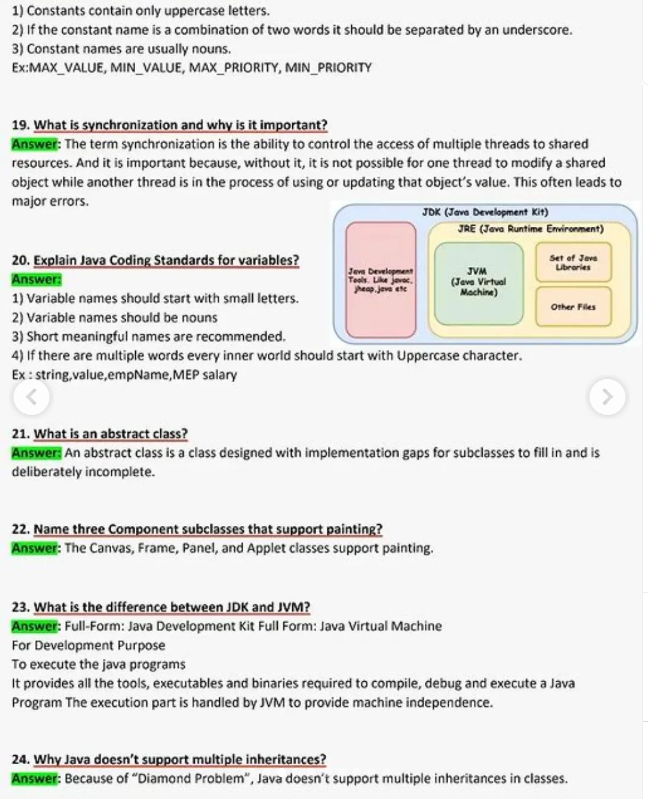 1) Constants contain only uppercase letters.
2) If the constant name is a combination of two words it should be separated by an underscore.
3) Constant names are usually nouns.
Ex:MAX_VALUE, MIN_VALUE, MAX_PRIORITY, MIN_PRIORITY
19. What is synchronization and why is it important?
Answer: The term synchronization is the ability to control the access of multiple threads to shared
resources. And it is important because, without it, it is not possible for one thread to modify a shared
object while another thread is in the process of using or updating that object's value. This often leads to
major errors.
JDK (Java Development Kit)
JRE (Java Runtime Environment)
Java Development
Tools. Like javac,
jheap,java etc
JVM
(Java Virtual
Machine)
Set of Java
Libraries
Other Files
20. Explain Java Coding Standards for variables?
Answer:
1) Variable names should start with small letters.
2) Variable names should be nouns
3) Short meaningful names are recommended.
4) If there are multiple words every inner world should start with Uppercase character.
Ex : string,value,empName,MEP salary
21. What is an abstract class?
Answer: An abstract class is a class designed with implementation gaps for subclasses to fill in and is
deliberately incomplete.
22. Name three Component subclasses that support painting?
Answer: The Canvas, Frame, Panel, and Applet classes support painting.
23. What is the difference between JDK and JVM?
Answer: Full-Form: Java Development Kit Full Form: Java Virtual Machine
For Development Purpose
To execute the java programs
It provides all the tools, executables and binaries required to compile, debug and execute a Java
Program The execution part is handled by JVM to provide machine independence.
24. Why Java doesn't support multiple inheritances?
Answer: Because of "Diamond Problem", Java doesn't support multiple inheritances in classes.